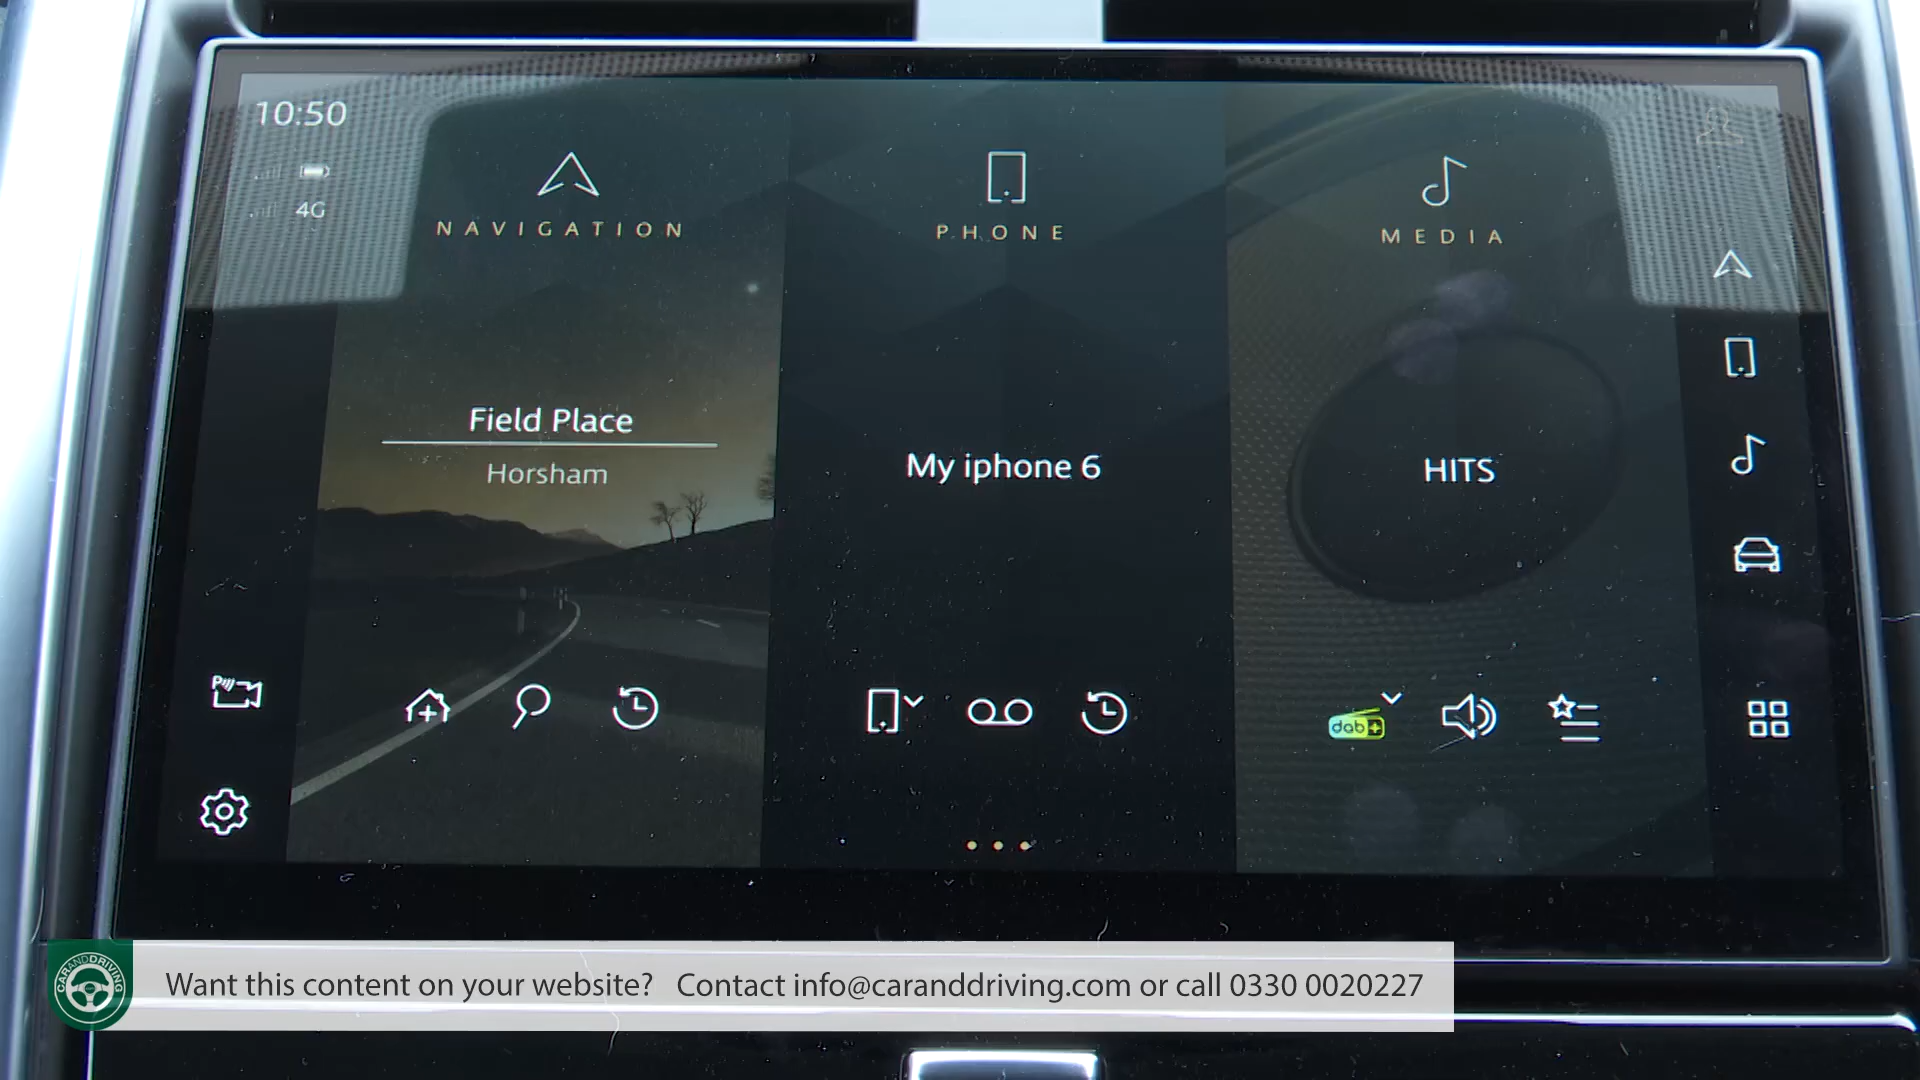 10:50
4G
NAVIGATION
PHONE
MEDIA
Field Place
Horsham
My iphone 6
HITS
P
dab+
CARANDDRIVING
Want this content on your website? Contact info@caranddriving.com or call 0330 0020227